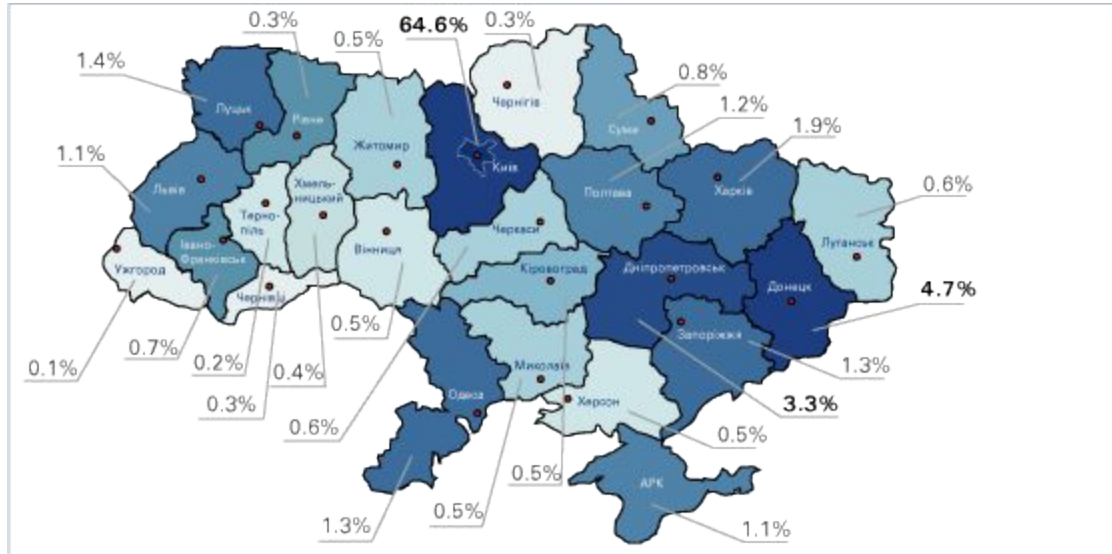 0.3%
64.6%
0.3%
0.5%
1.4%
0.8%
1.2%
1.9%
Луцьк
Рівне
Чернігів
Суми
1.1%
Житомир
Київ
Львів
Хмель-
ницький
Полтава
Харків
0.6%
Терно-
піль
Черкаси
Івано-
Франківськ
Вінниця
Луганськ
Ужгород
Кіровоград
Дніпропетровськ
Донецк
4.7%
Чернівці
0.5%
Запоріжжя
0.1%
0.7%
0.2%
0.4%
Миколаїв
1.3%
Одеса
Херсон
3.3%
0.3%
0.6%
0.5%
0.5%
АРК
0.5%
1.3%
1.1%